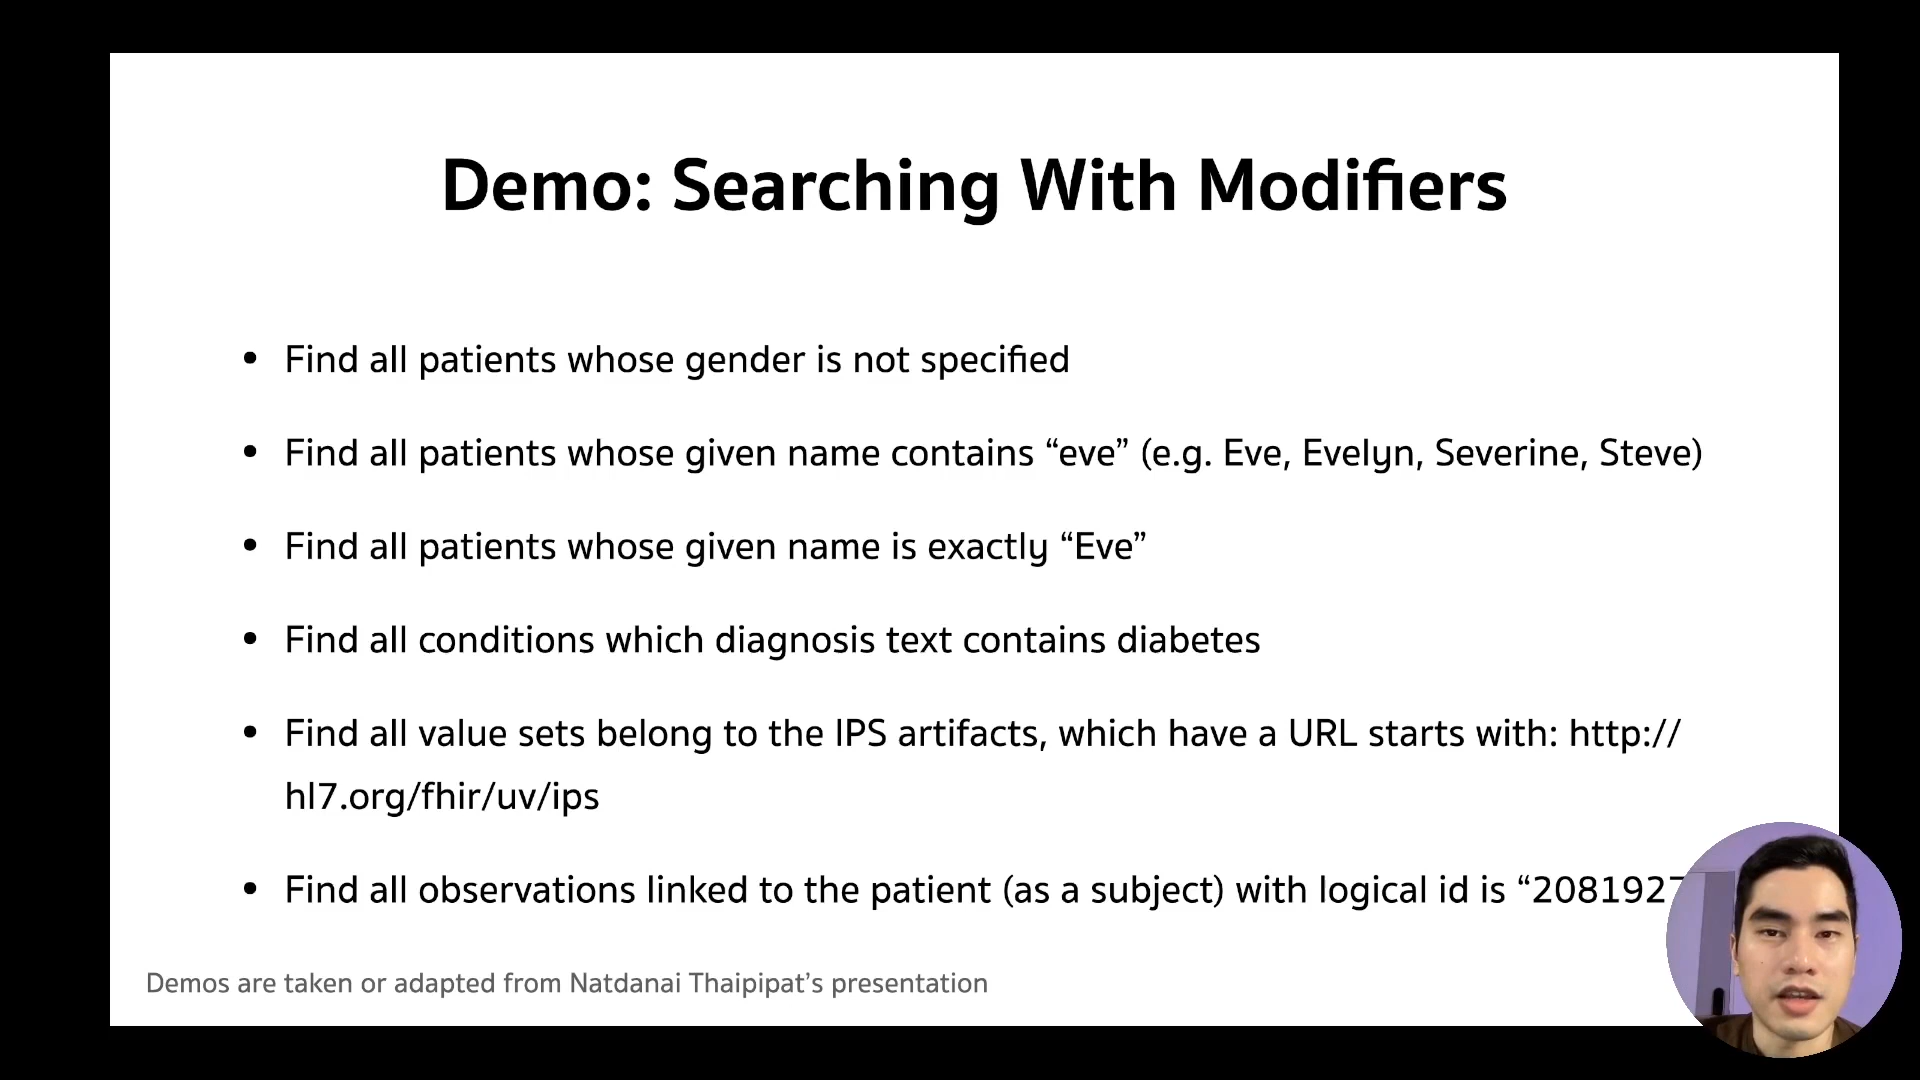 Demo: Searching With Modifiers
• Find all patients whose gender is not specified
• Find all patients whose given name contains “eve” (e.g. Eve, Evelyn, Severine, Steve)
• Find all patients whose given name is exactly “Eve”
• Find all conditions which diagnosis text contains diabetes
• Find all value sets belong to the IPS artifacts, which have a URL starts with: http://
hl7.org/fhir/uv/ips
• Find all observations linked to the patient (as a subject) with logical id is
Demos are taken or adapted from Natdanai Thaipipat’s presentation